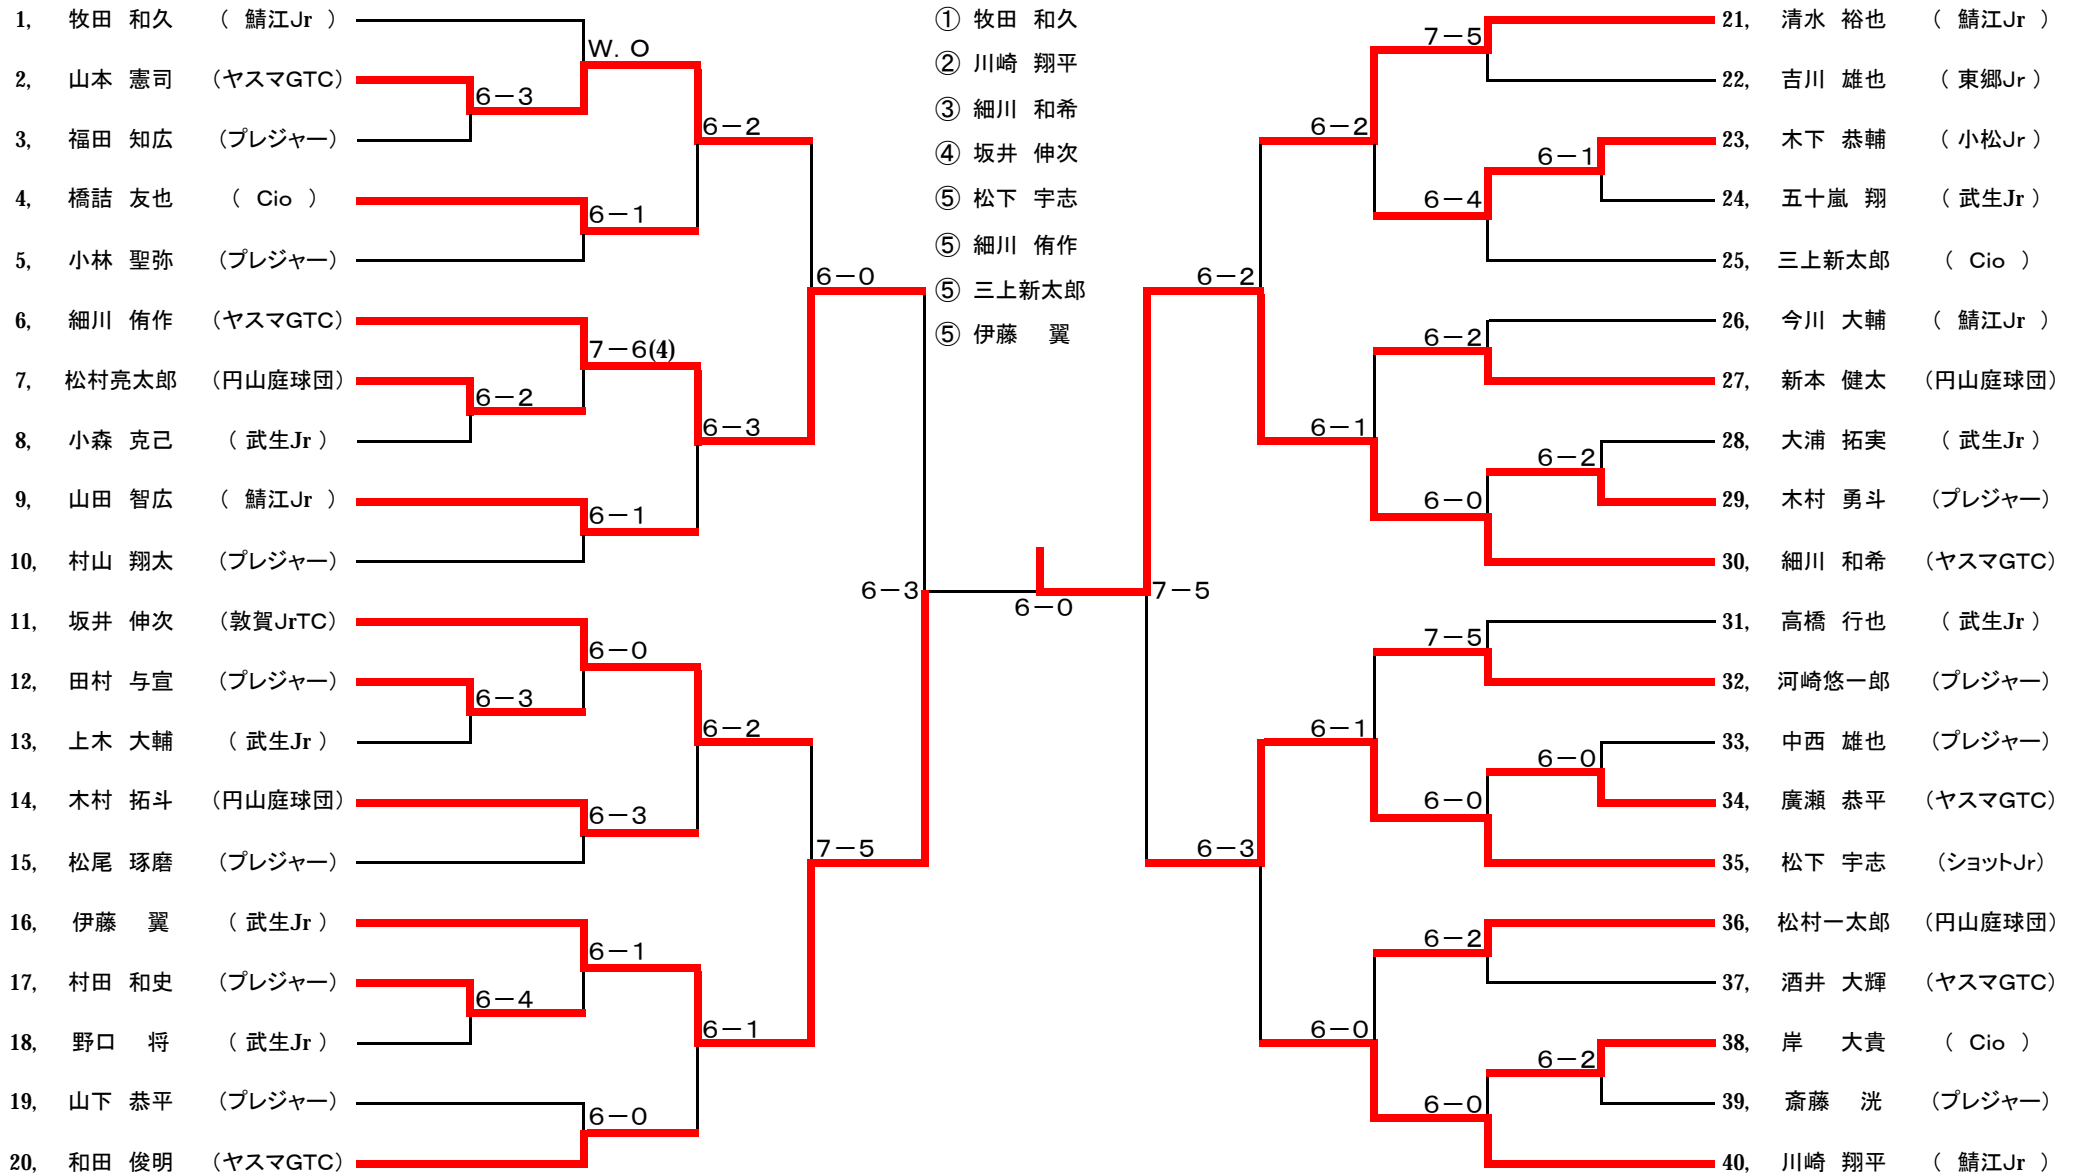 1, 牧田 和久 ( 鯖江Jr )
W. O
2, 山本 憲司 (ヤスマGTC)
6-3
3, 福田 知広 (プレジャー)
6-2
4, 橋詰 友也 ( Cio )
6-1
5, 小林 聖弥 (プレジャー)
6-0
6, 細川 侑作 (ヤスマGTC)
7-6(4)
7, 松村亮太郎 (円山庭球団)
6-2
8, 小森 克己 ( 武生Jr )
6-3
9, 山田 智広 ( 鯖江Jr )
6-1
10, 村山 翔太 (プレジャー)
6-3
11, 坂井 伸次 (敦賀JrTC)
6-0
12, 田村 与宣 (プレジャー)
6-3
13, 上木 大輔 ( 武生Jr )
6-2
14, 木村 拓斗 (円山庭球団)
6-3
15, 松尾 琢磨 (プレジャー)
7-5
16, 伊藤 翼 ( 武生Jr )
6-1
17, 村田 和史 (プレジャー)
6-4
18, 野口 将 ( 武生Jr )
6-1
19, 山下 恭平 (プレジャー)
6-0
20, 和田 俊明 (ヤスマGTC)
① 牧田 和久
② 川崎 翔平
③ 細川 和希
④ 坂井 伸次
⑤ 松下 宇志
⑤ 細川 侑作
⑤ 三上新太郎
⑤ 伊藤 翼
6-0
21, 清水 裕也 ( 鯖江Jr )
7-5
22, 吉川 雄也 ( 東郷Jr )
6-2
23, 木下 恭輔 ( 小松Jr )
6-1
24, 五十嵐 翔 ( 武生Jr )
6-4
25, 三上新太郎 ( Cio )
6-2
26, 今川 大輔 ( 鯖江Jr )
6-2
27, 新本 健太 (円山庭球団)
6-1
28, 大浦 拓実 ( 武生Jr )
6-2
29, 木村 勇斗 (プレジャー)
6-0
30, 細川 和希 (ヤスマGTC)
7-5
31, 高橋 行也 ( 武生Jr )
7-5
32, 河崎悠一郎 (プレジャー)
6-1
33, 中西 雄也 (プレジャー)
6-0
34, 廣瀬 恭平 (ヤスマGTC)
6-0
35, 松下 宇志 (ショットJr)
6-3
36, 松村一太郎 (円山庭球団)
6-2
37, 酒井 大輝 (ヤスマGTC)
6-0
38, 岸 大貴 ( Cio )
6-2
39, 斎藤 洸 (プレジャー)
6-0
40, 川崎 翔平 ( 鯖江Jr )